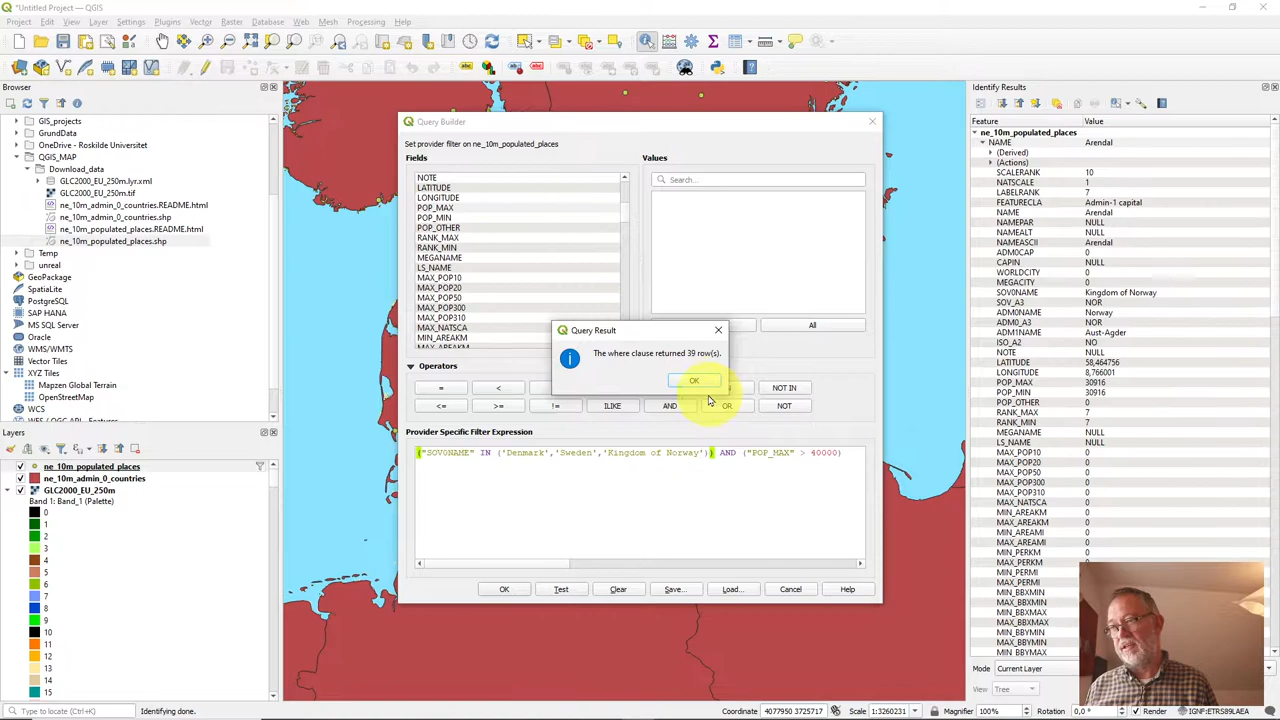 *Untitled Project — QGIS
Project Edit View Layer Settings Plugins Vector Raster Database Web Mesh Processing Help
Browser
GIS_projects
GrundData
OneDrive - Roskilde Universitet
QGIS_MAP
Download_data
GLC2000_EU_250m.lyr.xml
GLC2000_EU_250m.tif
ne_10m_admin_0_countries.README.html
ne_10m_admin_0_countries.shp
ne_10m_populated_places.README.html
ne_10m_populated_places.shp
Temp
unreal
GeoPackage
SpatiaLite
PostgreSQL
SAP HANA
MS SQL Server
Oracle
WMS/WMTS
Vector Tiles
XYZ Tiles
Mapzen Global Terrain
OpenStreetMap
WCS
Layers
ne_10m_populated_places
ne_10m_admin_0_countries
GLC2000_EU_250m
Band 1: Band_1 (Palette)
0
1
2
3
4
5
6
7
8
9
10
11
12
13
14
15
Query Builder
Set provider filter on ne_10m_populated_places
Fields
NOTE
LATITUDE
LONGITUDE
POP_MAX
POP_MIN
POP_OTHER
RANK_MAX
RANK_MIN
MEGANAME
LS_NAME
MAX_POP10
MAX_POP20
MAX_POP50
MAX_POP300
MAX_POP310
MAX_NATSCA
MIN_AREAKM
Values
Search...
All
Query Result
The where clause returned 39 row(s).
OK
Operators
= < NOT IN
<= >= != ILIKE AND OR NOT
Provider Specific Filter Expression
("SOV0NAME" IN ('Denmark','Sweden','Kingdom of Norway')) AND ("POP_MAX" > 40000)
OK Test Clear Save... Load... Cancel Help
Identify Results
Feature Value
ne_10m_populated_places
NAME Arendal
(Derived)
(Actions)
SCALERANK 10
NATSCALE 1
LABELRANK 7
FEATURECLA Admin-1 capital
NAME Arendal
NAMEPAR NULL
NAMEALT NULL
NAMEASCII Arendal
ADM0CAP 0
CAPIN NULL
WORLDCITY 0
MEGACITY 0
SOV0NAME Kingdom of Norway
SOV_A3 NOR
ADM0NAME Norway
ADM0_A3 NOR
ADM1NAME Aust-Agder
ISO_A2 NO
NOTE NULL
LATITUDE 58,464756
LONGITUDE 8,766001
POP_MAX 30916
POP_MIN 30916
POP_OTHER 0
RANK_MAX 7
RANK_MIN 7
MEGANAME NULL
LS_NAME NULL
MAX_POP10 0
MAX_POP20 0
MAX_POP50 0
MAX_POP300 0
MAX_POP310 0
MAX_NATSCA 0
MIN_AREAKM 0
MAX_AREAKM 0
MIN_AREAMI 0
MAX_AREAMI 0
MIN_PERKM 0
MAX_PERKM
MIN_PERMI
MAX_PERMI
MIN_BBXMIN
MAX_BBXMIN
MIN_BBXMAX
MAX_BBXMAX
MIN_BBYMIN
MAX_BBYMIN
MIN_BBYMAX
Mode Current Layer
View Tree
Type to locate (Ctrl+K) Identifying done. Coordinate 4077950 3725717 Scale 1:3260231 Magnifier 100% Rotation 0,0 ° Render IGNF:ETRS89LAEA